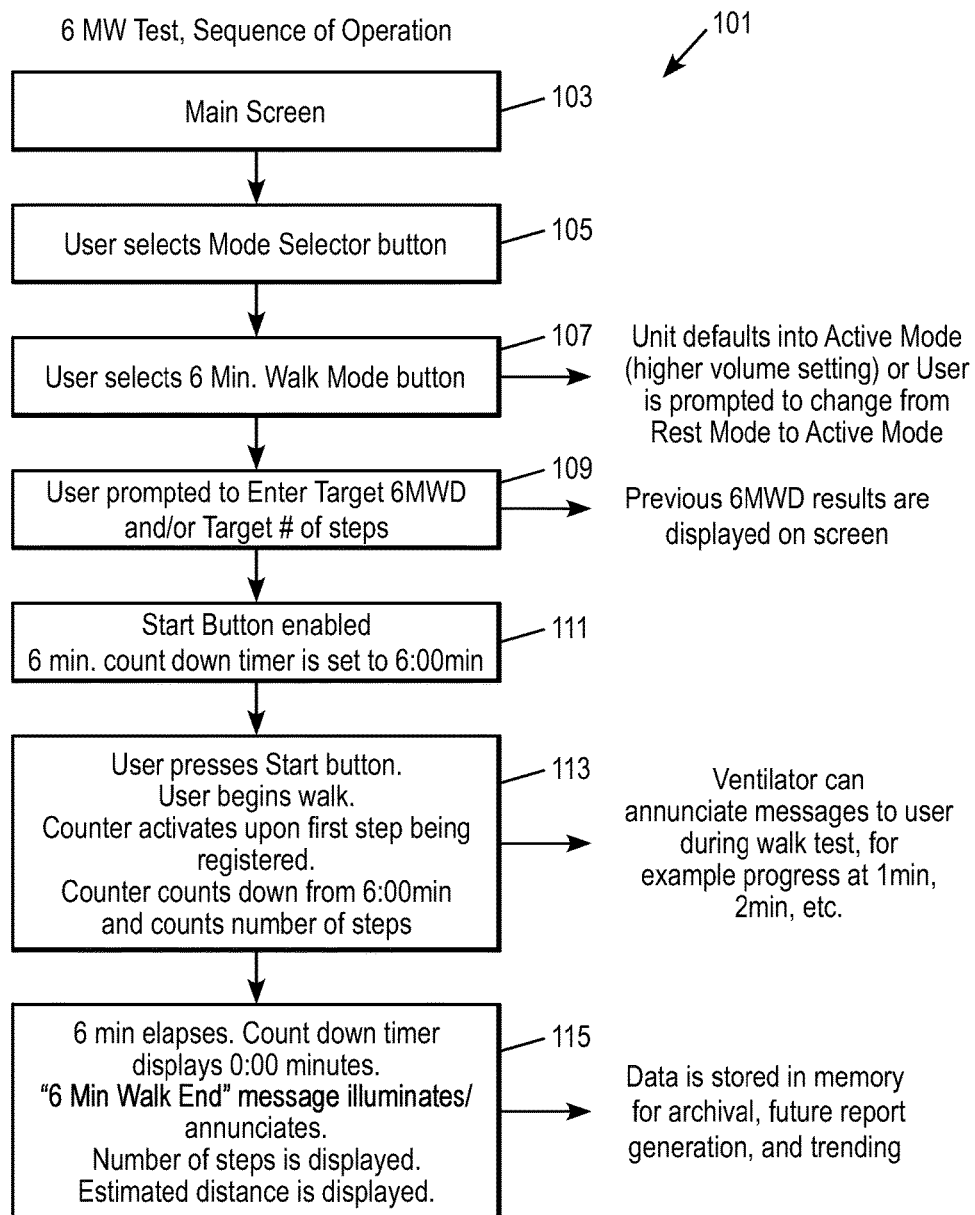 6 MW Test, Sequence of Operation
101
Main Screen
103
User selects Mode Selector button
105
User selects 6 Min. Walk Mode button
107
Unit defaults into Active Mode
(higher volume setting) or User
is prompted to change from
Rest Mode to Active Mode
User prompted to Enter Target 6MWD
and/or Target # of steps
109
Previous 6MWD results are
displayed on screen
Start Button enabled
6 min. count down timer is set to 6:00min
111
User presses Start button.
User begins walk.
Counter activates upon first step being
registered.
Counter counts down from 6:00min
and counts number of steps
113
Ventilator can
annunciate messages to user
during walk test, for
example progress at 1min,
2min, etc.
6 min elapses. Count down timer
displays 0:00 minutes.
“6 Min Walk End” message illuminates/
annunciates.
Number of steps is displayed.
Estimated distance is displayed.
115
Data is stored in memory
for archival, future report
generation, and trending